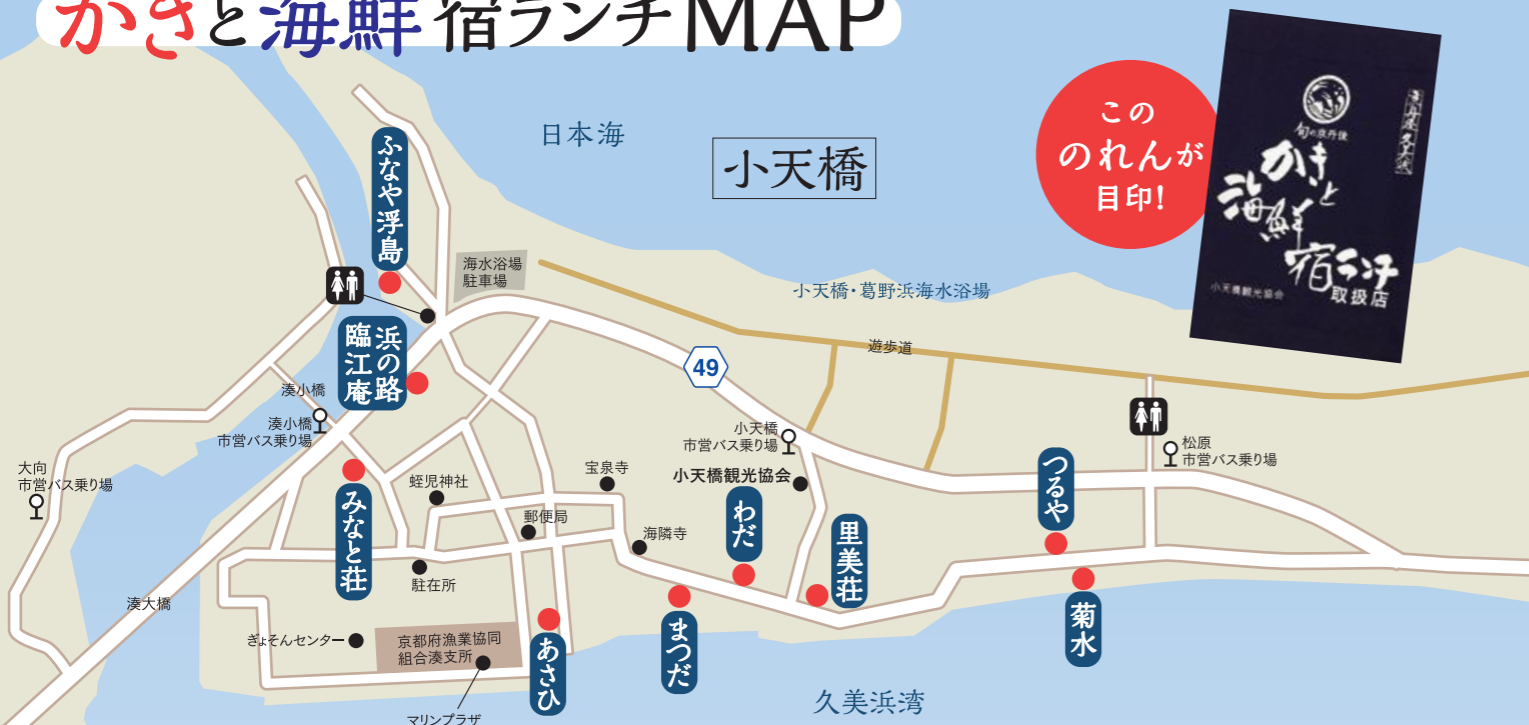 かきと海鮮宿ランチMAP
日本海
小天橋
この
のれんが
目印!
旬の京丹後
かきと
海鮮
宿ランチ
取扱店
小天橋観光協会
ふなや浮島
海水浴場
駐車場
小天橋・葛野浜海水浴場
遊歩道
49
浜の路
臨江庵
湊小橋
湊小橋
市営バス乗り場
大向
市営バス乗り場
小天橋
市営バス乗り場
小天橋観光協会
松原
市営バス乗り場
つるや
みなと荘
蛭児神社
宝泉寺
郵便局
海隣寺
わだ
里美荘
駐在所
湊大橋
ぎょそんセンター
京都府漁業協同
組合湊支所
マリンプラザ
あさひ
まつだ
菊水
久美浜湾